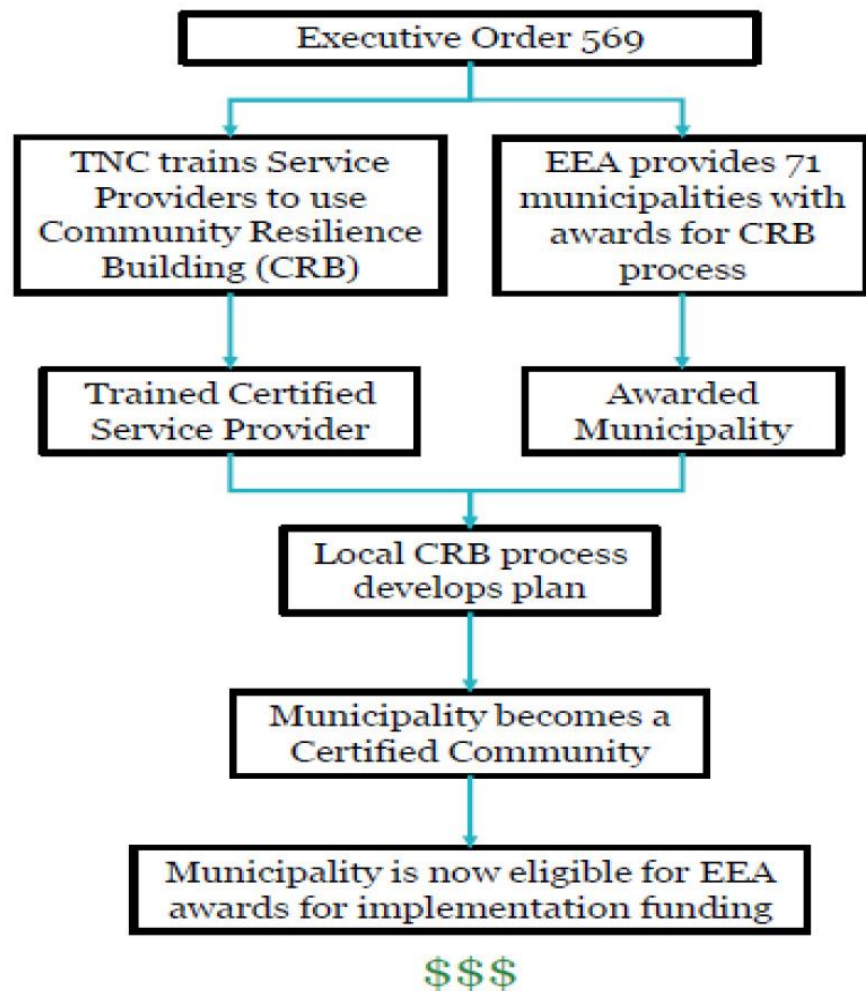 Executive Order 569
TNC trains Service
Providers to use
Community Resilience
Building (CRB)
EEA provides 71
municipalities with
awards for CRB
process
Trained Certified
Service Provider
Awarded
Municipality
Local CRB process
develops plan
Municipality becomes a
Certified Community
Municipality is now eligible for EEA
awards for implementation funding
$$$